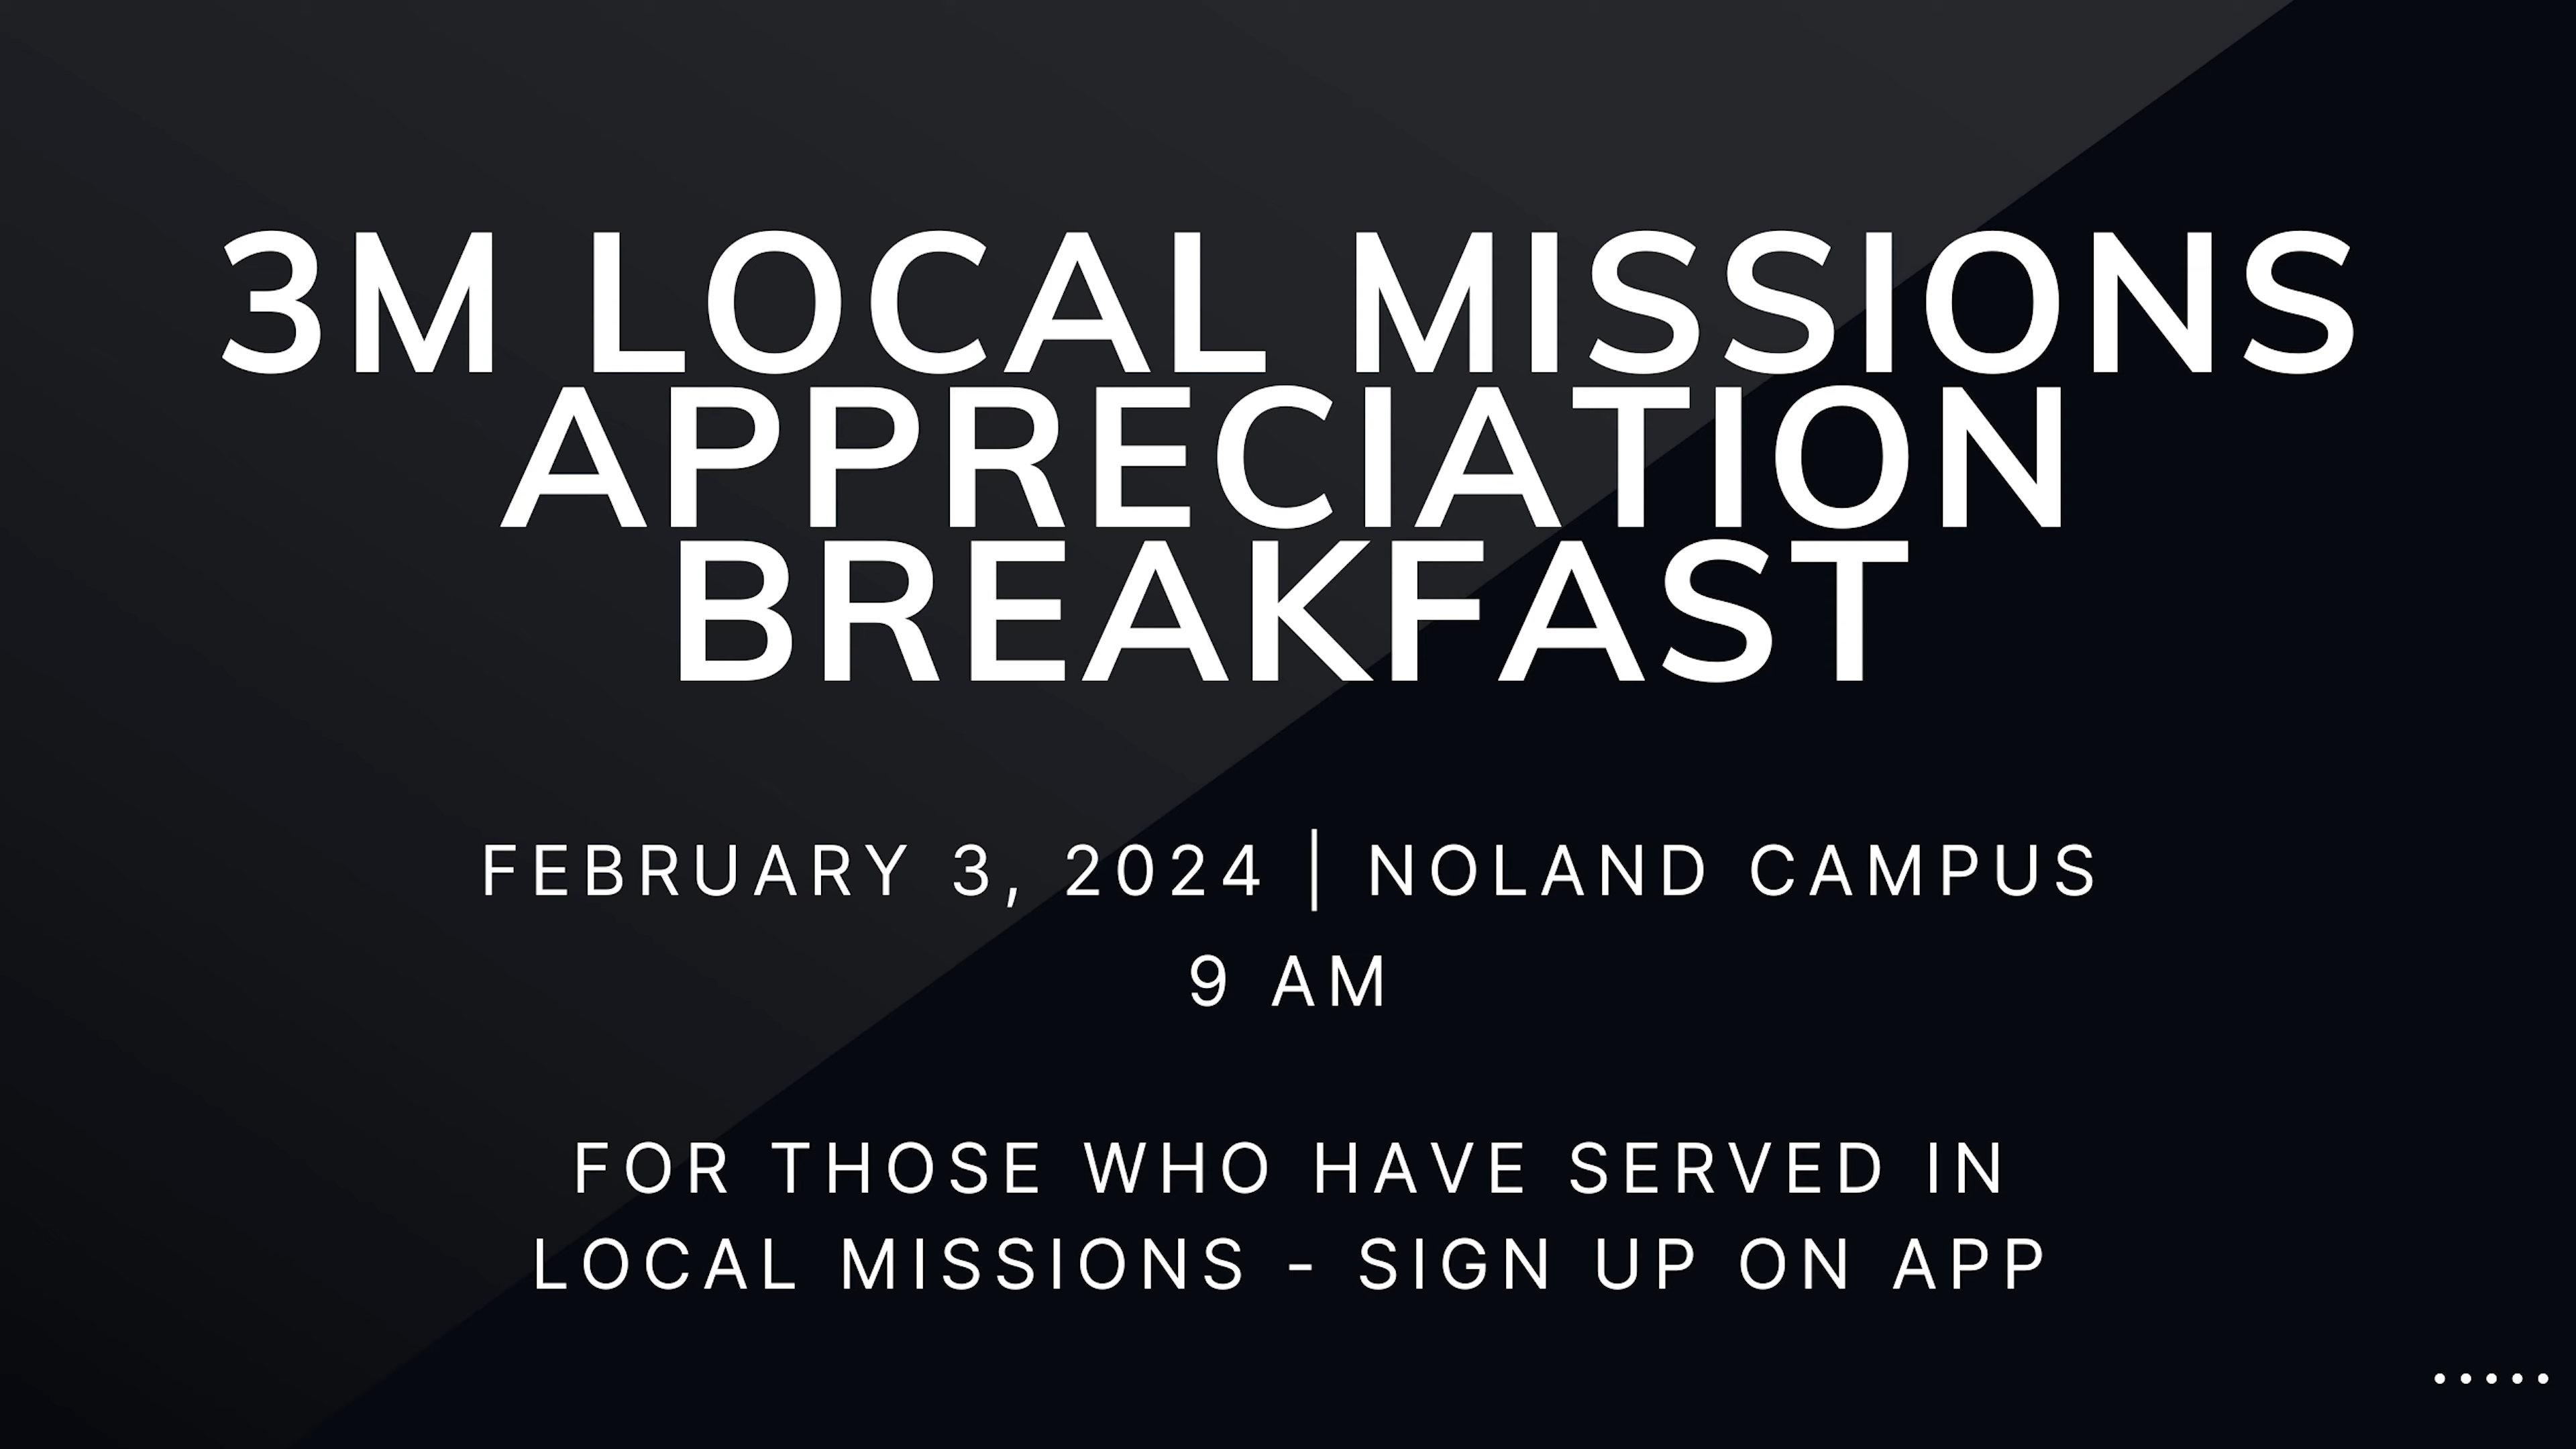 3M LOCAL MISSIONS
APPRECIATION
BREAKFAST
FEBRUARY 3, 2024 | NOLAND CAMPUS
9 AM
FOR THOSE WHO HAVE SERVED IN
LOCAL MISSIONS - SIGN UP ON APP